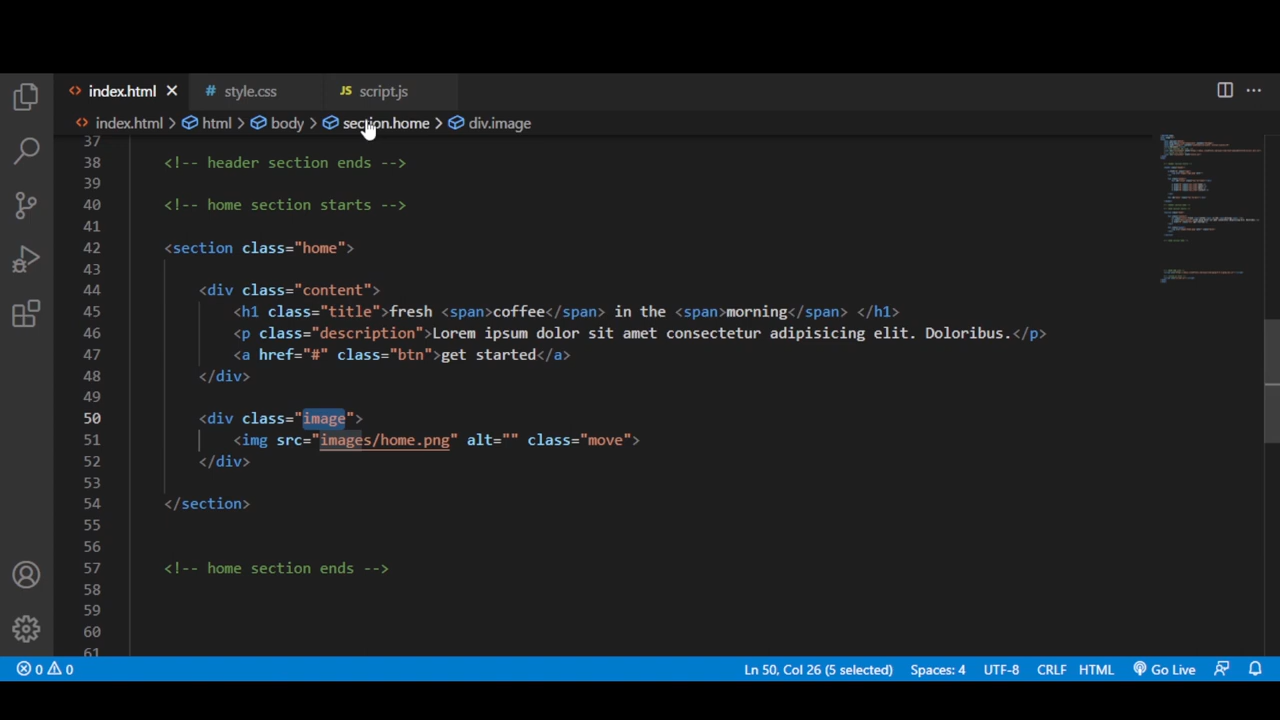 index.html
# style.css
JS script.js
index.html > html > body > section.home > div.image
37
38 <!-- header section ends -->
39
40 <!-- home section starts -->
41
42 <section class="home">
43
44 <div class="content">
45 <h1 class="title">fresh <span>coffee</span> in the <span>morning</span> </h1>
46 <p class="description">Lorem ipsum dolor sit amet consectetur adipisicing elit. Doloribus.</p>
47 <a href="#" class="btn">get started</a>
48 </div>
49
50 <div class="image">
51 <img src="images/home.png" alt="" class="move">
52 </div>
53
54 </section>
55
56
57 <!-- home section ends -->
58
59
60
61
0 0 Ln 50, Col 26 (5 selected) Spaces: 4 UTF-8 CRLF HTML Go Live